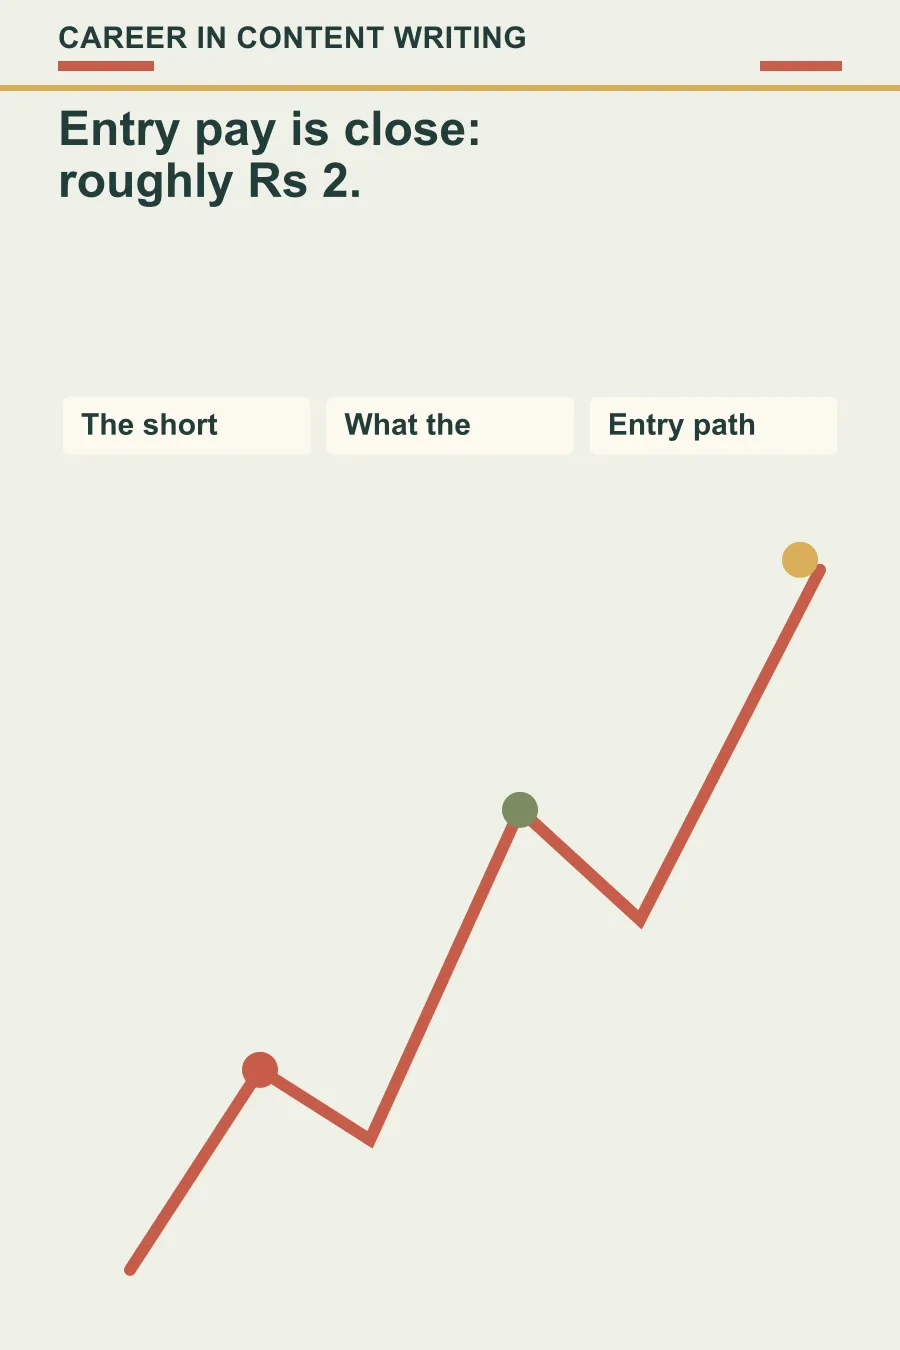 CAREER IN CONTENT WRITING
Entry pay is close:
roughly Rs 2.
The short
What the
Entry path